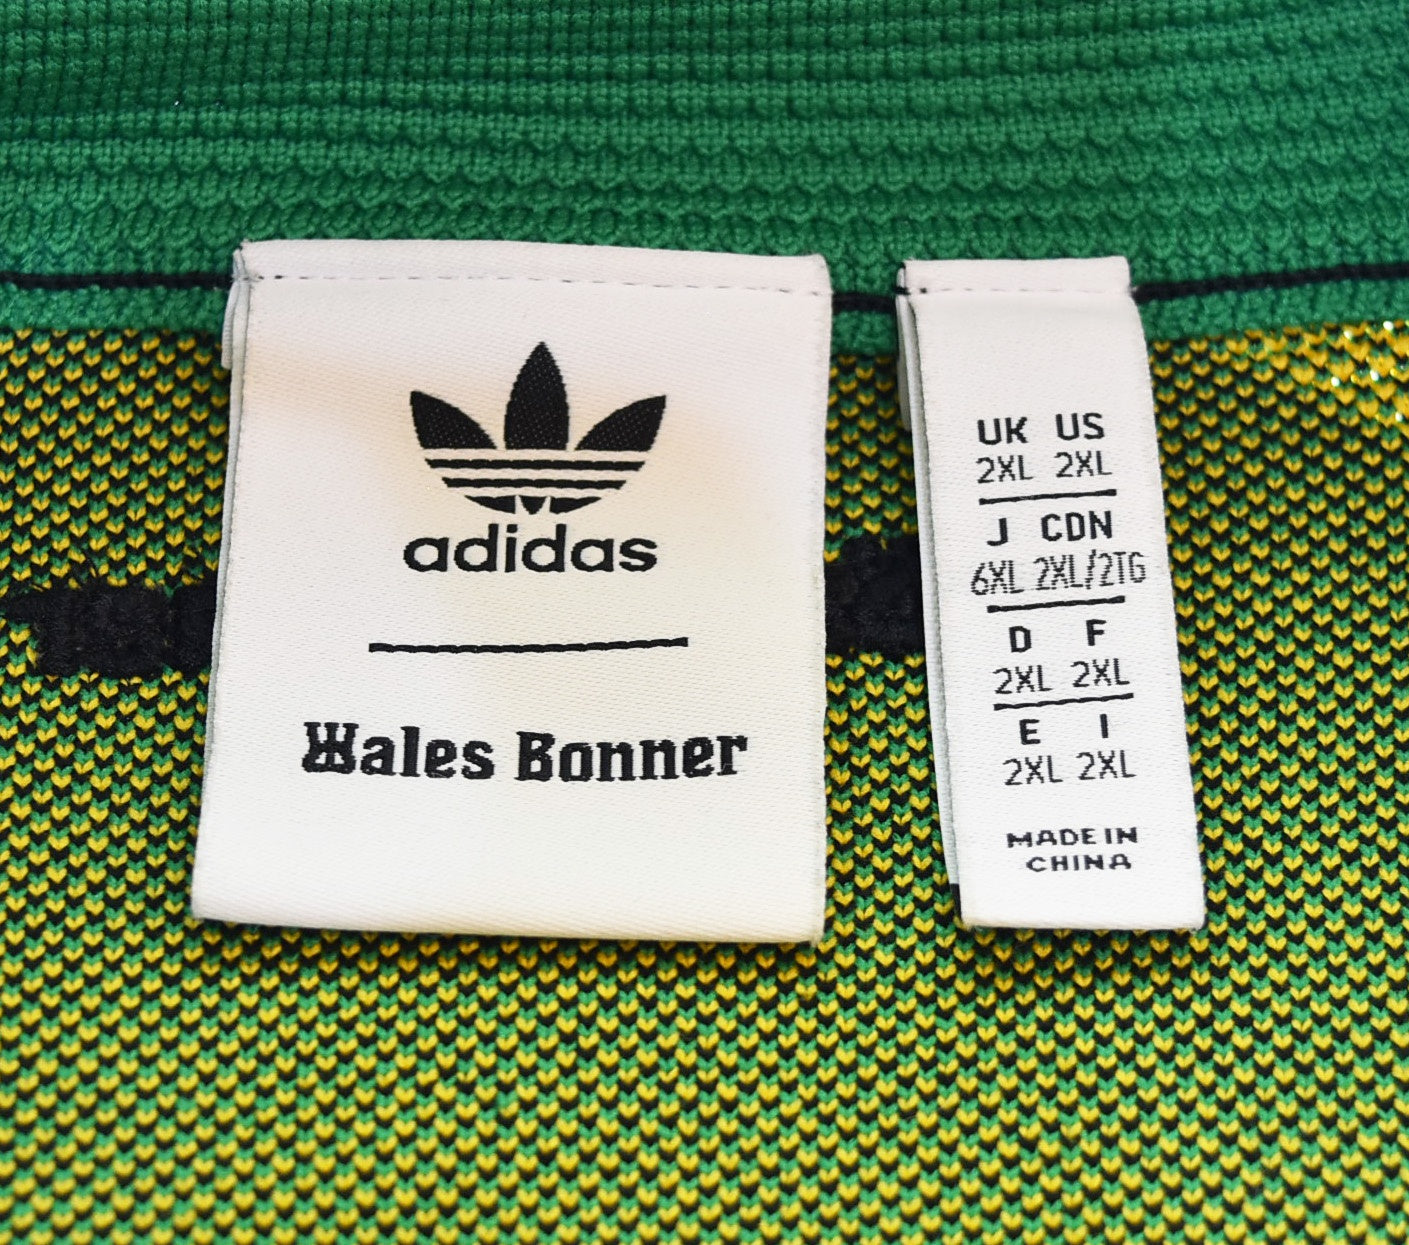 adidas
Wales Bonner
UK US
2XL 2XL
J CDN
6XL 2XL/2TG
D F
2XL 2XL
E I
2XL 2XL
MADE IN
CHINA